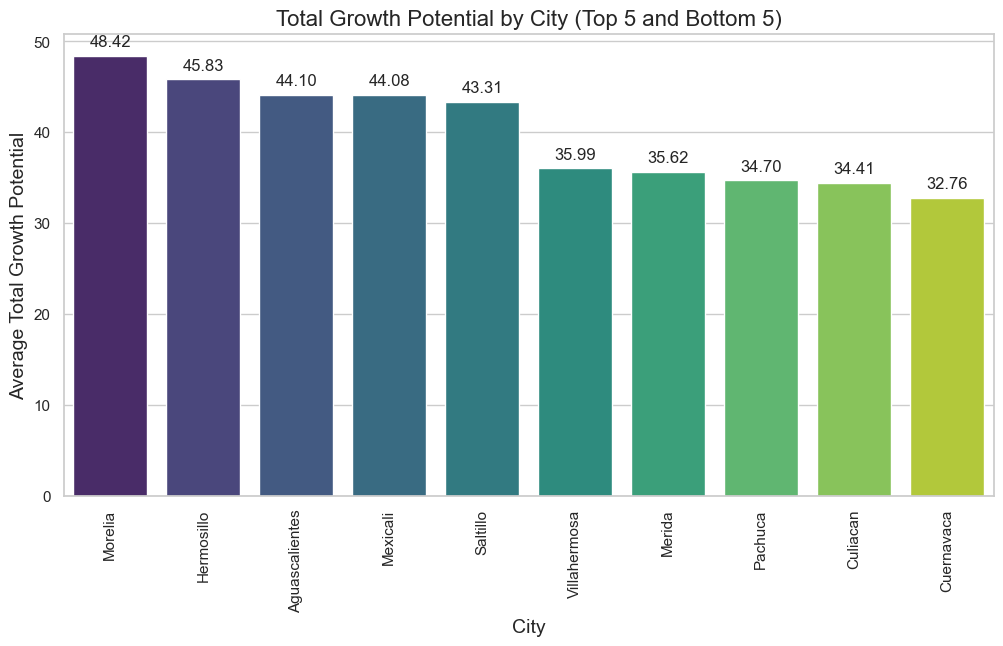 Total Growth Potential by City (Top 5 and Bottom 5)
Average Total Growth Potential
50
40
30
20
10
0
48.42
45.83
44.10
44.08
43.31
35.99
35.62
34.70
34.41
32.76
Morelia
Hermosillo
Aguascalientes
Mexicali
Saltillo
Villahermosa
Merida
Pachuca
Culiacan
Cuernavaca
City